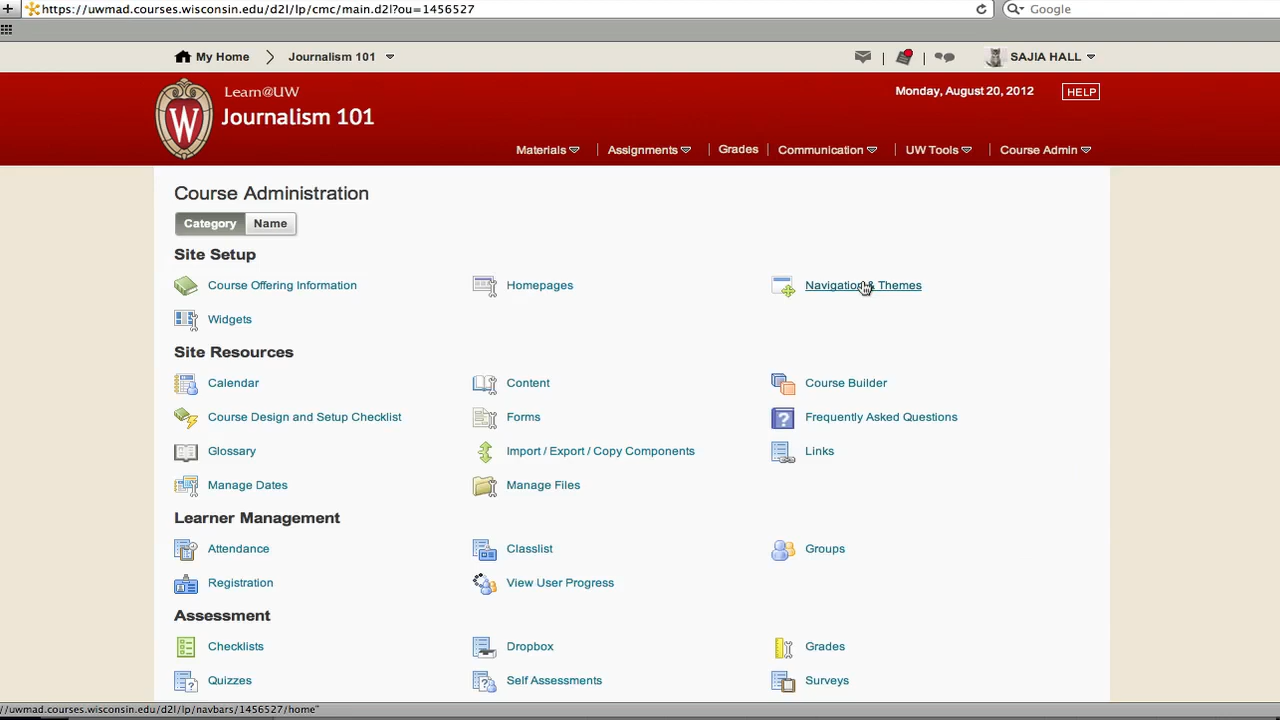 https://uwmad.courses.wisconsin.edu/d2l/lp/cmc/main.d2l?ou=1456527
Google
My Home
Journalism 101
SAJIA HALL
Learn@UW
Journalism 101
Monday, August 20, 2012
HELP
Materials
Assignments
Grades
Communication
UW Tools
Course Admin
Course Administration
Category
Name
Site Setup
Course Offering Information
Homepages
Navigation & Themes
Widgets
Site Resources
Calendar
Content
Course Builder
Course Design and Setup Checklist
Forms
Frequently Asked Questions
Glossary
Import / Export / Copy Components
Links
Manage Dates
Manage Files
Learner Management
Attendance
Classlist
Groups
Registration
View User Progress
Assessment
Checklists
Dropbox
Grades
Quizzes
Self Assessments
Surveys
//uwmad.courses.wisconsin.edu/d2l/lp/navbars/1456527/home"